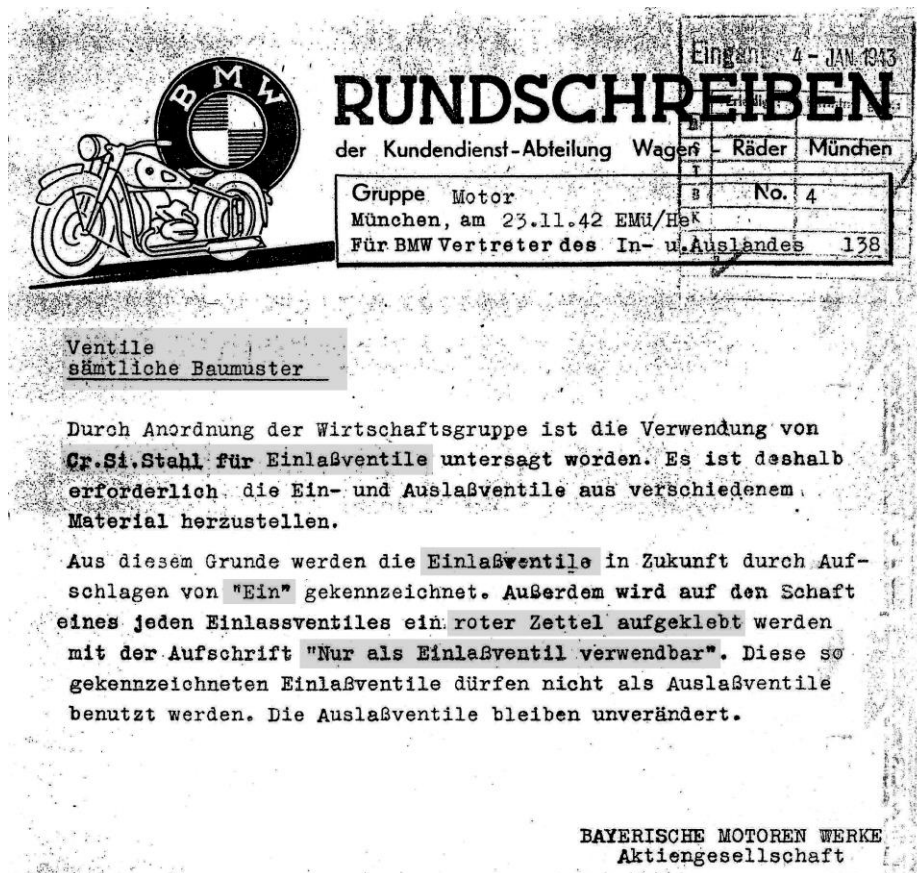 BMW
Eingang 4 - JAN. 1943
RUNDSCHREIBEN
der Kundendienst-Abteilung Wagen - Räder München
Gruppe Motor No. 4
München, am 23.11.42 EMü/He
Für BMW Vertreter des In- u.Auslandes 138
Ventile
sämtliche Baumuster
Durch Anordnung der Wirtschaftsgruppe ist die Verwendung von
Cr.Si.Stahl für Einlaßventile untersagt worden. Es ist deshalb
erforderlich die Ein- und Auslaßventile aus verschiedenem
Material herzustellen.
Aus diesem Grunde werden die Einlaßventile in Zukunft durch Auf-
schlagen von "Ein" gekennzeichnet. Außerdem wird auf den Schaft
eines jeden Einlassventiles ein roter Zettel aufgeklebt werden
mit der Aufschrift "Nur als Einlaßventil verwendbar". Diese so
gekennzeichneten Einlaßventile dürfen nicht als Auslaßventile
benutzt werden. Die Auslaßventile bleiben unverändert.
BAYERISCHE MOTOREN WERKE
Aktiengesellschaft